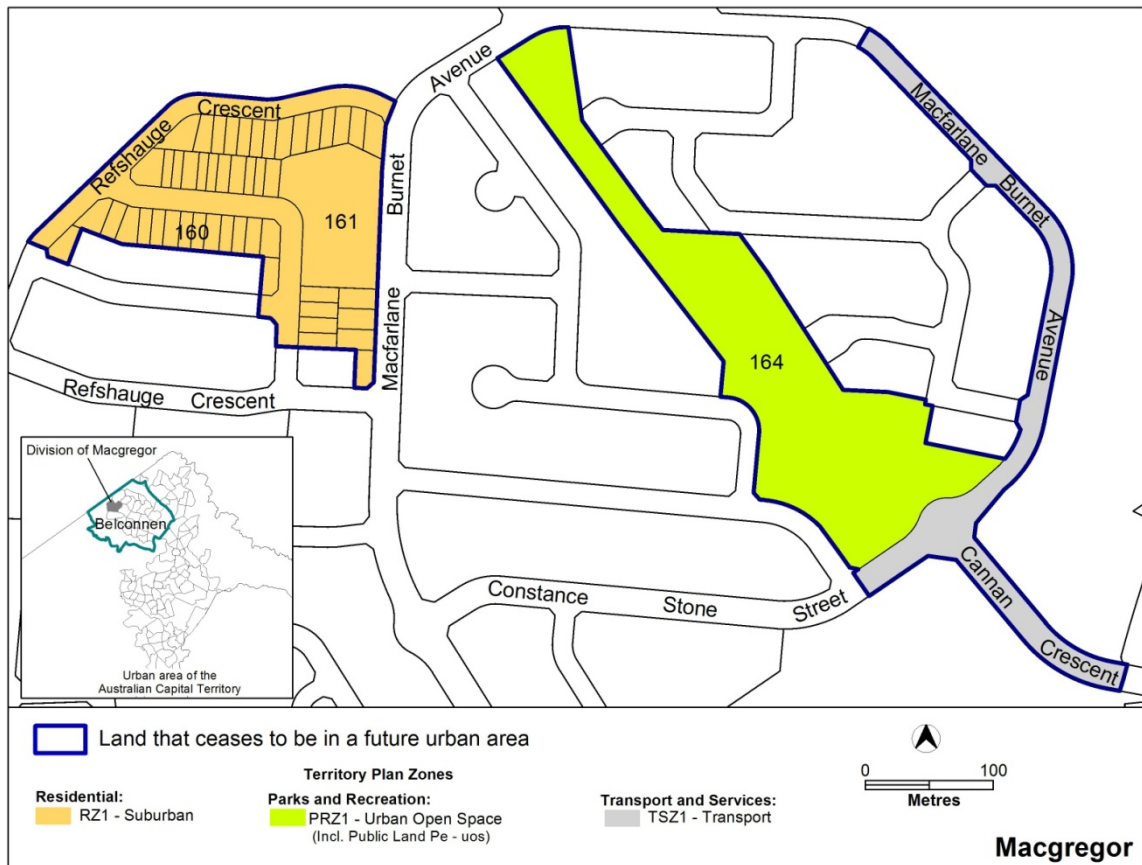 Avenue
Crescent
Refshauge
Burnet
161
160
Macfarlane
Refshauge Crescent
Macfarlane
Burnet
Avenue
164
Cannan
Crescent
Constance Stone Street
Division of Macgregor
Belconnen
Urban area of the
Australian Capital Territory
Land that ceases to be in a future urban area
Territory Plan Zones
Residential:
RZ1 - Suburban
Parks and Recreation:
PRZ1 - Urban Open Space
(Incl. Public Land Pe - uos)
Transport and Services:
TSZ1 - Transport
0 100
Metres
Macgregor